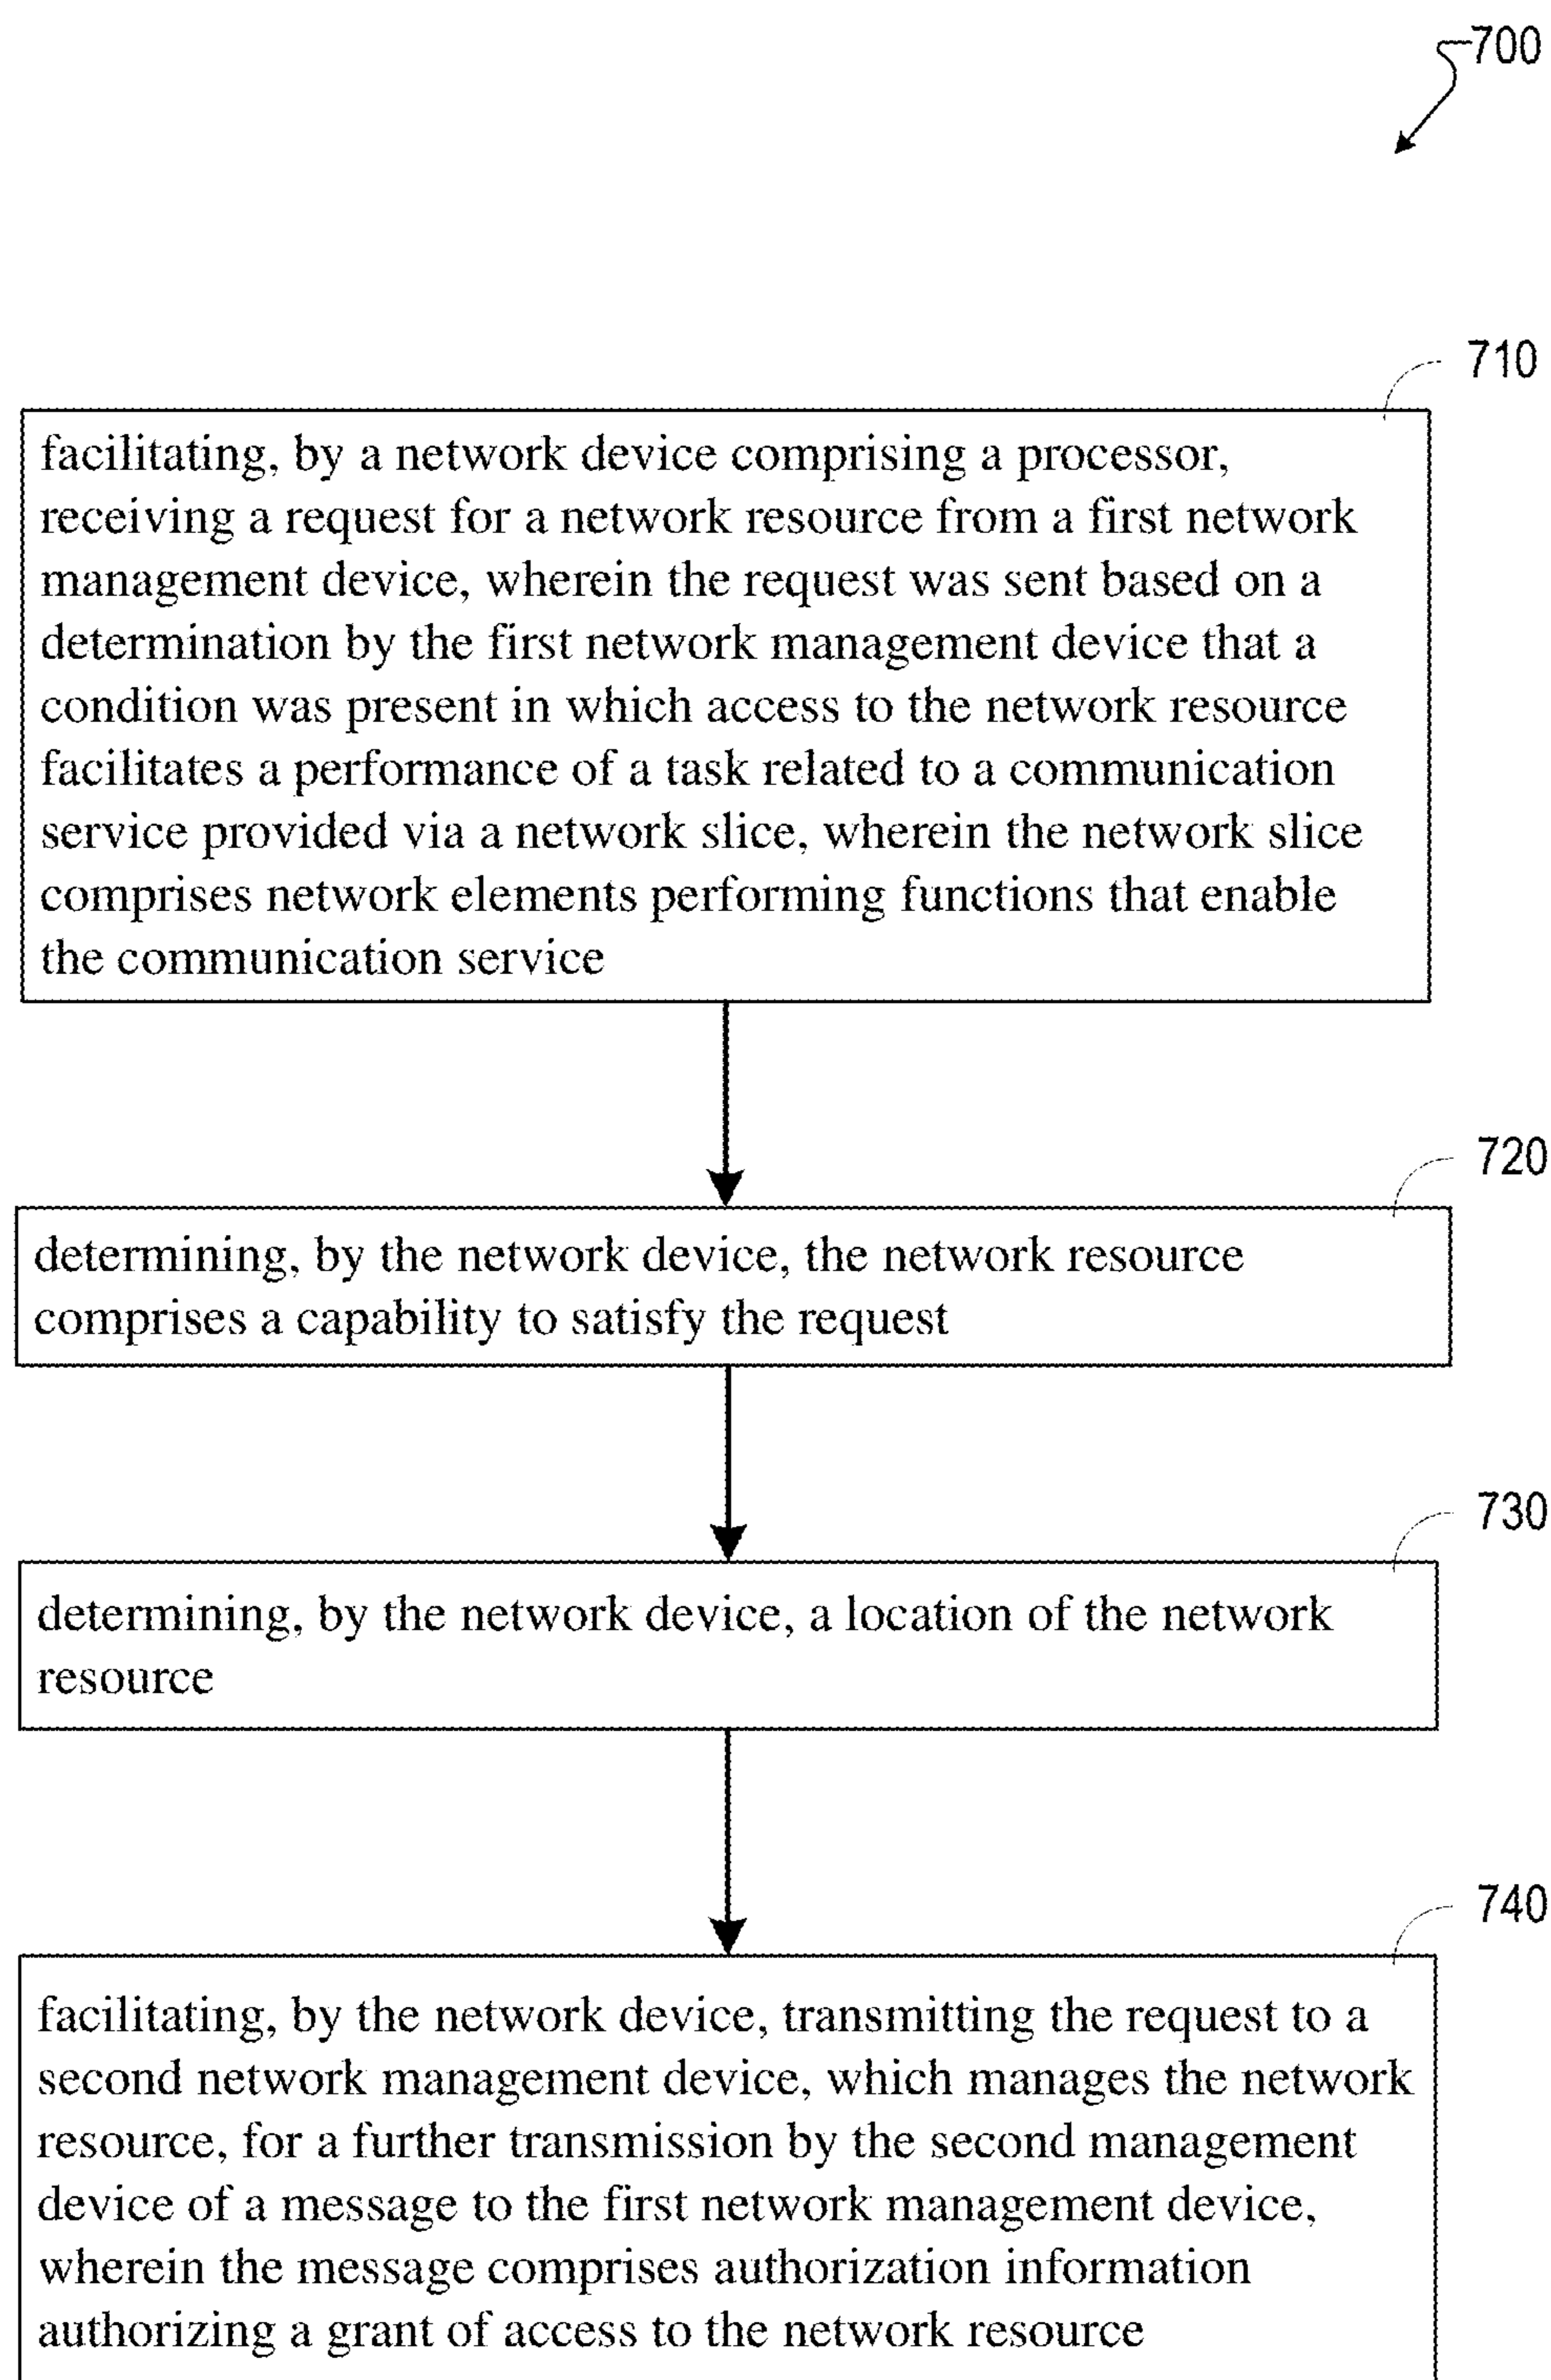 700
710
facilitating, by a network device comprising a processor,
receiving a request for a network resource from a first network
management device, wherein the request was sent based on a
determination by the first network management device that a
condition was present in which access to the network resource
facilitates a performance of a task related to a communication
service provided via a network slice, wherein the network slice
comprises network elements performing functions that enable
the communication service
720
determining, by the network device, the network resource
comprises a capability to satisfy the request
730
determining, by the network device, a location of the network
resource
740
facilitating, by the network device, transmitting the request to a
second network management device, which manages the network
resource, for a further transmission by the second management
device of a message to the first network management device,
wherein the message comprises authorization information
authorizing a grant of access to the network resource